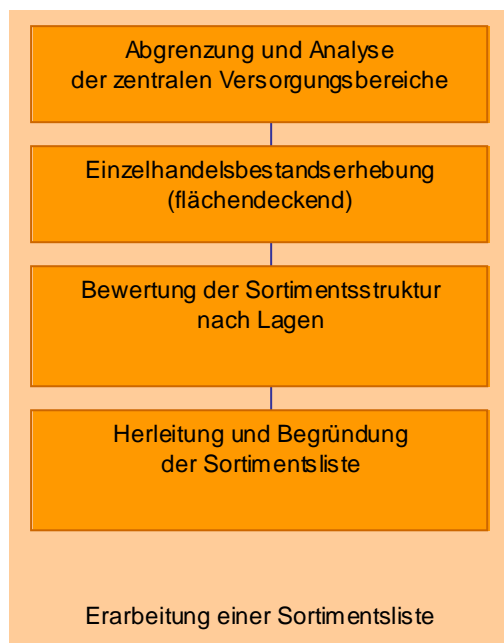 Abgrenzung und Analyse
der zentralen Versorgungsbereiche
Einzelhandelsbestandserhebung
(flächendeckend)
Bewertung der Sortimentsstruktur
nach Lagen
Herleitung und Begründung
der Sortimentsliste
Erarbeitung einer Sortimentsliste